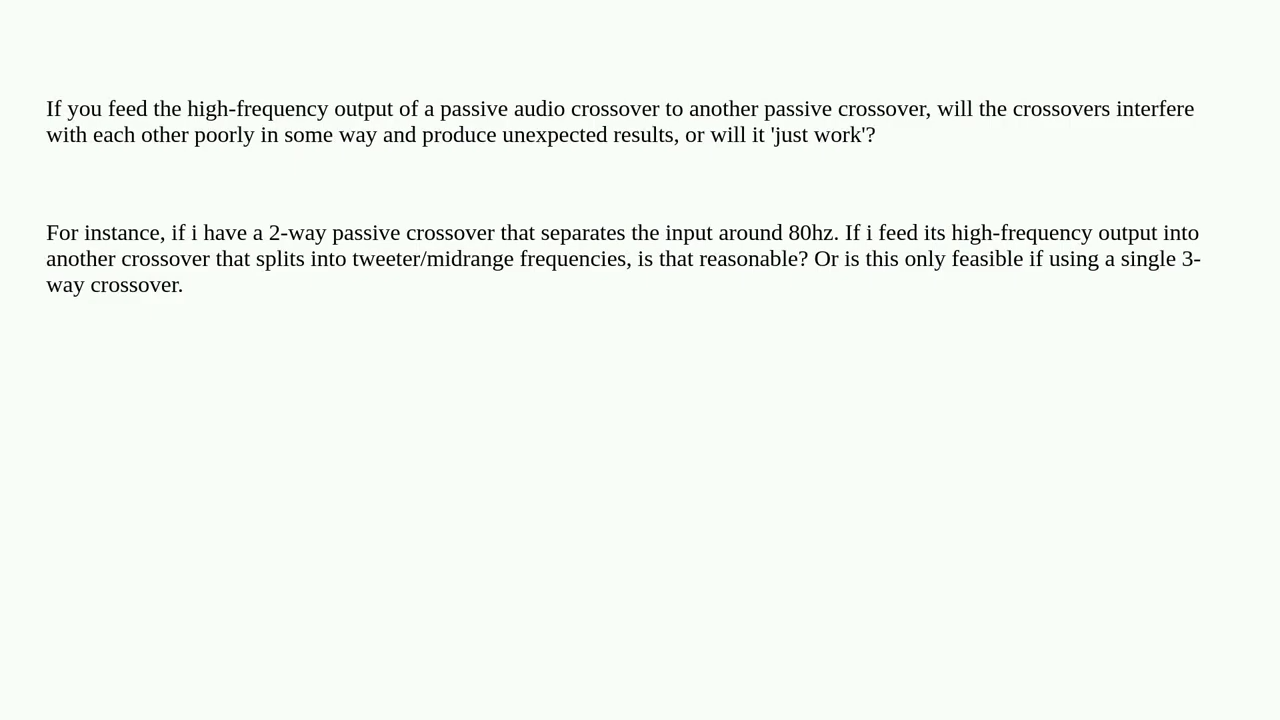 If you feed the high-frequency output of a passive audio crossover to another passive crossover, will the crossovers interfere
with each other poorly in some way and produce unexpected results, or will it 'just work'?
For instance, if i have a 2-way passive crossover that separates the input around 80hz. If i feed its high-frequency output into
another crossover that splits into tweeter/midrange frequencies, is that reasonable? Or is this only feasible if using a single 3-
way crossover.